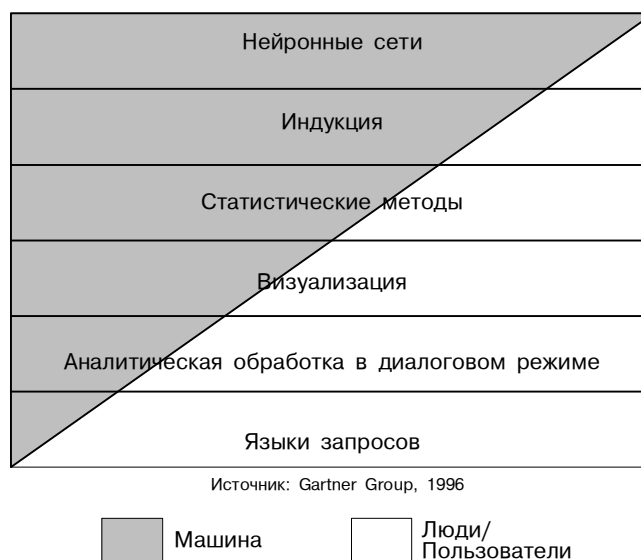 Нейронные сети
Индукция
Статистические методы
Визуализация
Аналитическая обработка в диалоговом режиме
Языки запросов
Источник: Gartner Group, 1996
Машина
Люди/
Пользователи